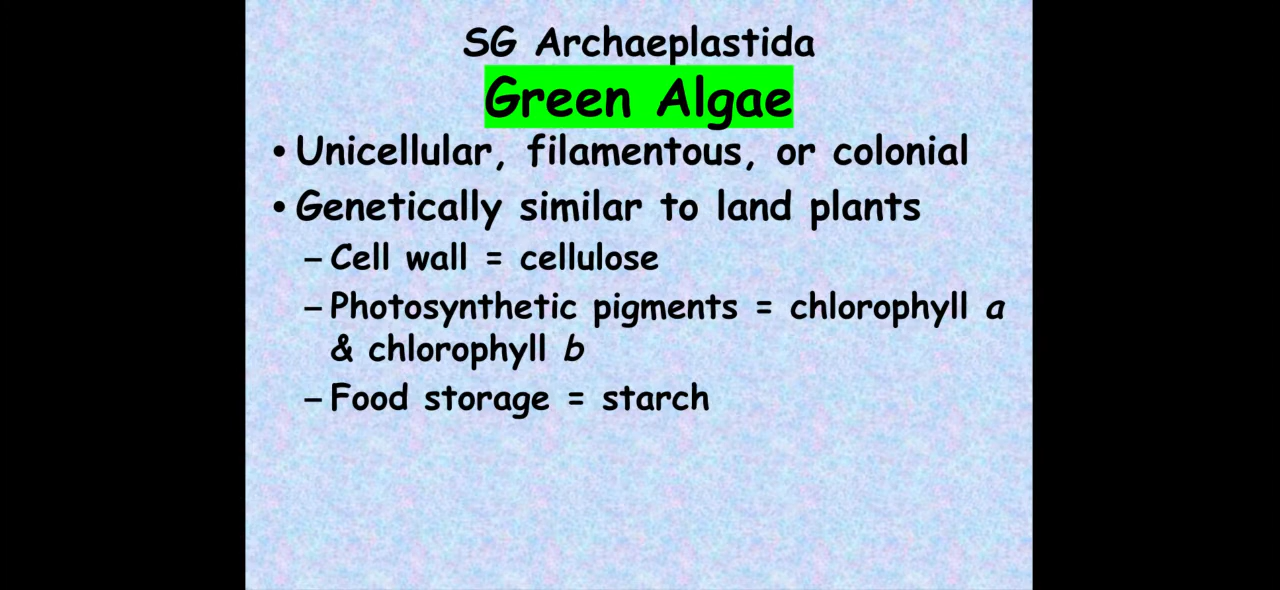 SG Archaeplastida
Green Algae
• Unicellular, filamentous, or colonial
• Genetically similar to land plants
– Cell wall = cellulose
– Photosynthetic pigments = chlorophyll a
& chlorophyll b
– Food storage = starch